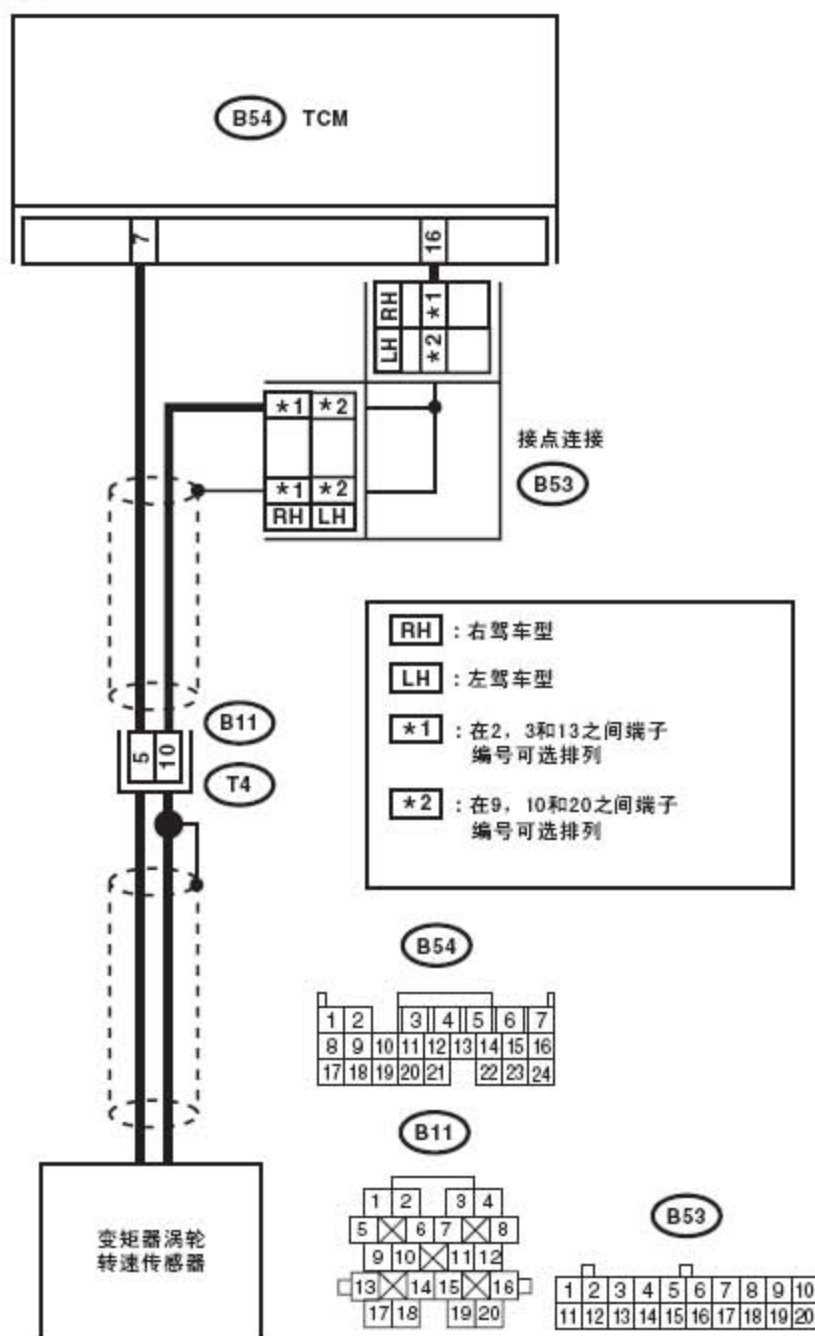 B54 TCM
7 16
RH *1
LH *2
*1 *2
*1 *2
RH LH
接点连接
B53
RH ：右驾车型
LH ：左驾车型
*1 ：在2，3和13之间端子
编号可选排列
*2 ：在9，10和20之间端子
编号可选排列
B11
5 10
T4
B54
1 2 3 4 5 6 7
8 9 10 11 12 13 14 15 16
17 18 19 20 21 22 23 24
B11
1 2 3 4
5 6 7 8
9 10 11 12
13 14 15 16
17 18 19 20
B53
1 2 3 4 5 6 7 8 9 10
11 12 13 14 15 16 17 18 19 20
变矩器涡轮
转速传感器